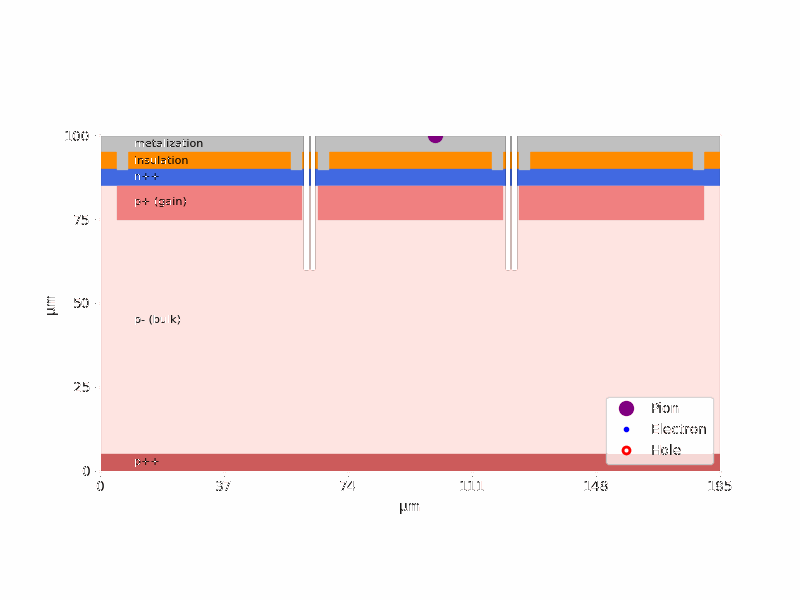 100
metalization
insulation
n++
p+ (gain)
75
50
μm
p- (bulk)
25
Pion
Electron
Hole
p++
0
0
37
74
111
148
185
μm